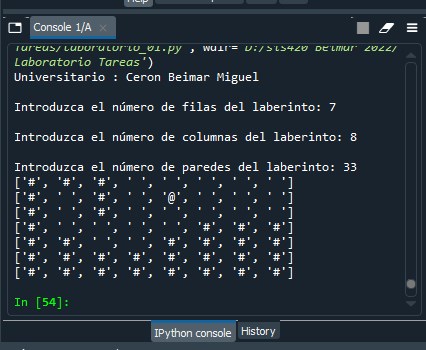 Help
Console 1/A
Tareas/laboratorio_01.py', wdir='D:/sis420 Beimar 2022/
Laboratorio Tareas')
Universitario : Ceron Beimar Miguel
Introduzca el número de filas del laberinto: 7
Introduzca el número de columnas del laberinto: 8
Introduzca el número de paredes del laberinto: 33
['#', '#', '#', ' ', ' ', ' ', ' ', ' ']
['#', ' ', '#', ' ', '@', ' ', ' ', ' ']
['#', ' ', '#', ' ', ' ', ' ', ' ', ' ']
['#', ' ', ' ', ' ', ' ', '#', '#', '#']
['#', '#', ' ', ' ', '#', '#', '#', '#']
['#', '#', '#', '#', '#', '#', '#', '#']
['#', '#', '#', '#', '#', '#', '#', '#']
In [54]:
IPython console History